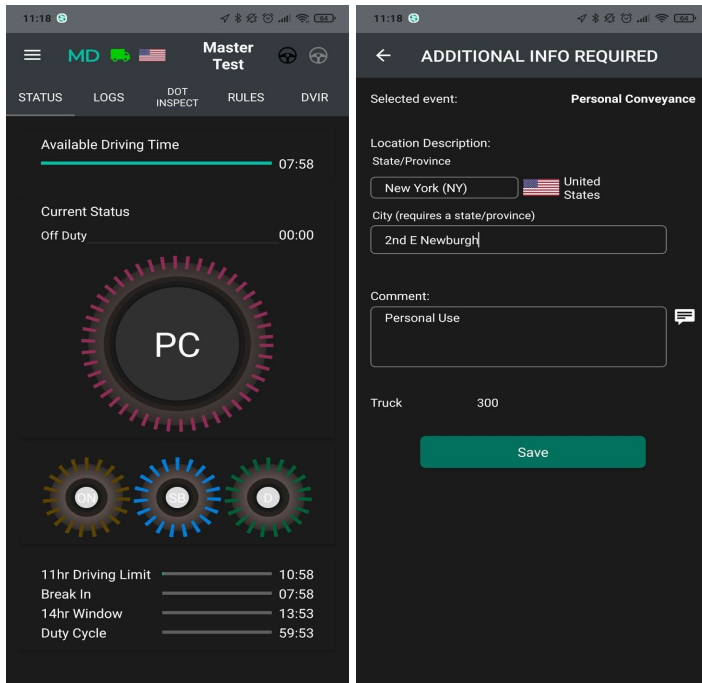 11:18
64
MD
Master
Test
STATUS
LOGS
DOT
INSPECT
RULES
DVIR
Available Driving Time
07:58
Current Status
Off Duty 00:00
PC
ON
SB
D
11hr Driving Limit 10:58
Break In 07:58
14hr Window 13:53
Duty Cycle 59:53
11:18
64
ADDITIONAL INFO REQUIRED
Selected event: Personal Conveyance
Location Description:
State/Province
New York (NY)
United
States
City (requires a state/province)
2nd E Newburgh
Comment:
Personal Use
Truck 300
Save